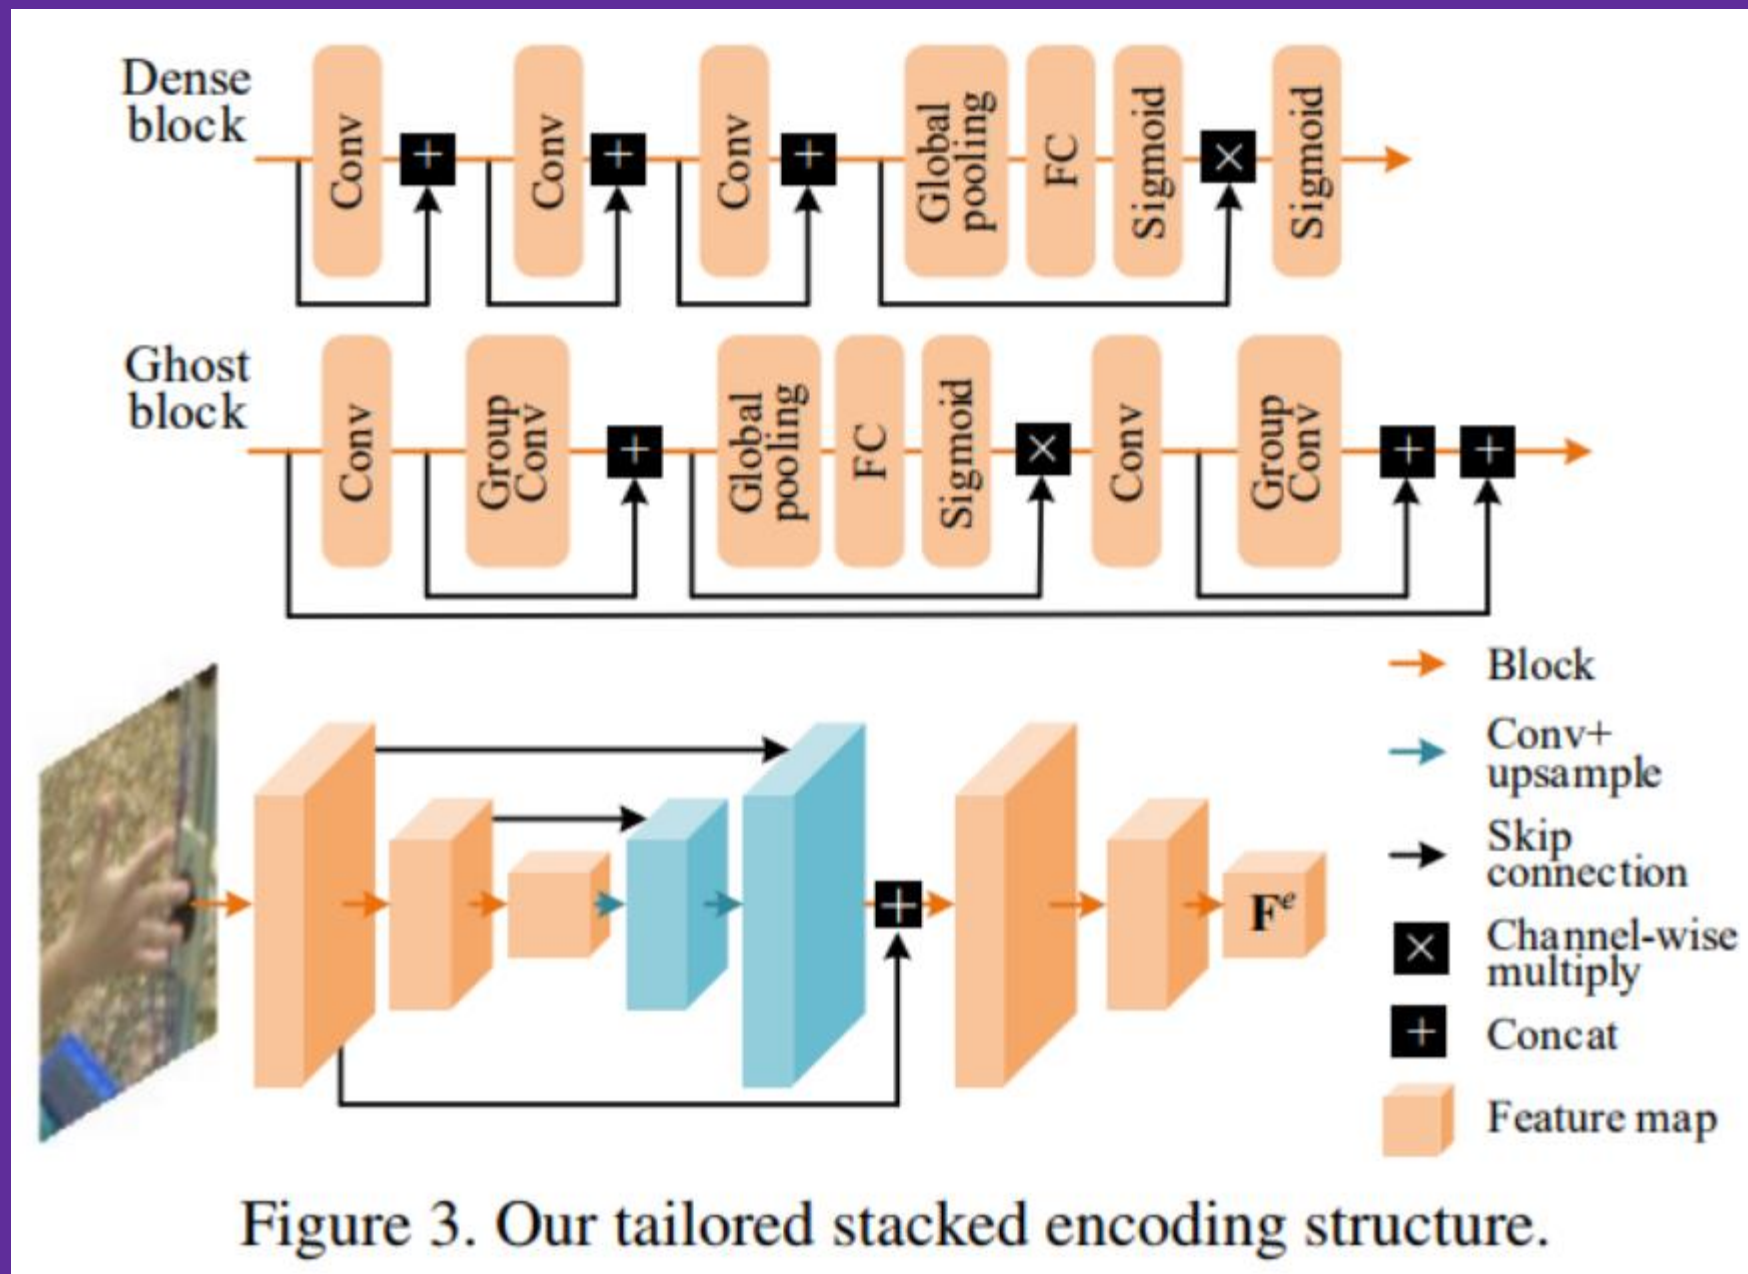 Dense
block
Conv
+
Conv
+
Conv
+
Global
pooling
FC
Sigmoid
×
Sigmoid
Ghost
block
Conv
Group
Conv
+
Global
pooling
FC
Sigmoid
×
Conv
Group
Conv
+
+
Block
Conv+
upsample
Skip
connection
×
Channel-wise
multiply
+
Concat
Feature map
+
Fᵉ
Figure 3. Our tailored stacked encoding structure.